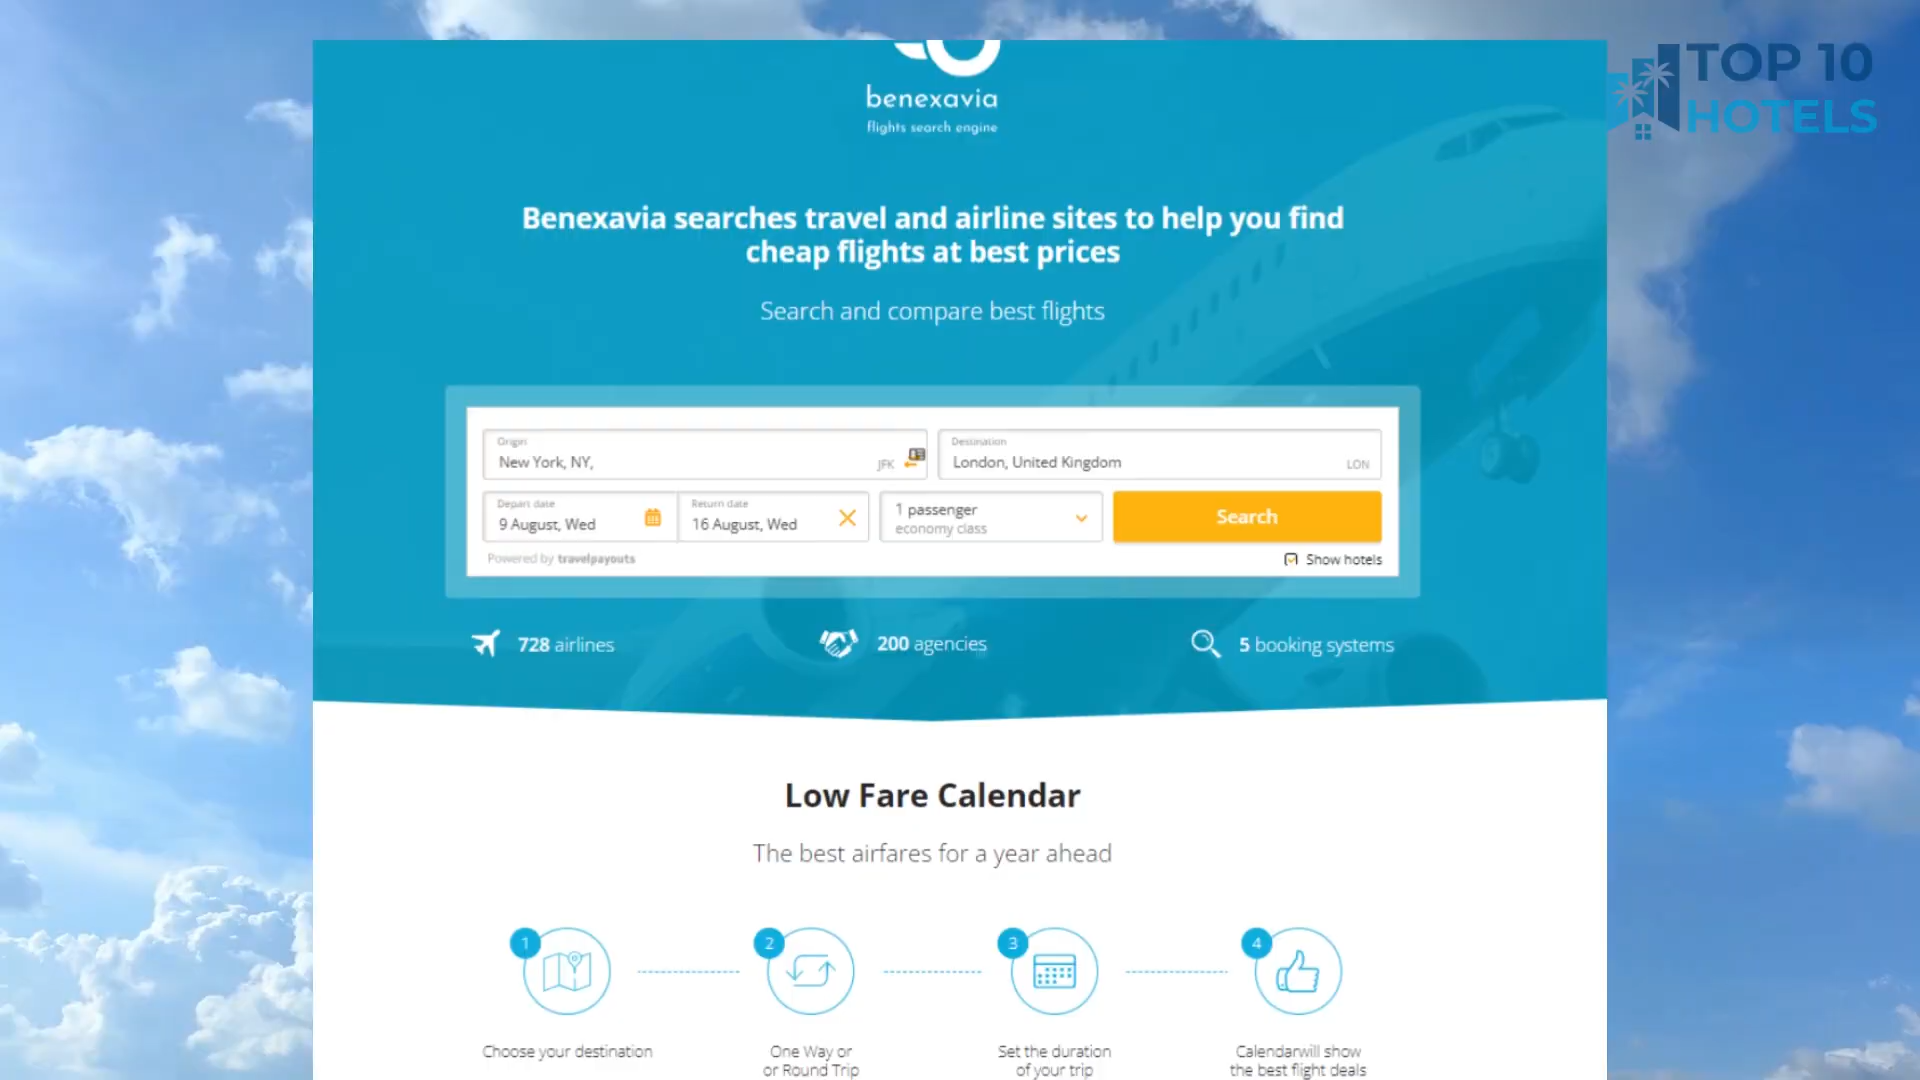 TOP 10
HOTELS
benexavia
flights search engine
Benexavia searches travel and airline sites to help you find
cheap flights at best prices
Search and compare best flights
Origin
New York, NY,
JFK
Destination
London, United Kingdom
LON
Depart date
9 August, Wed
Return date
16 August, Wed
1 passenger
economy class
Search
Powered by travelpayouts
Show hotels
728 airlines
200 agencies
5 booking systems
Low Fare Calendar
The best airfares for a year ahead
1
2
3
4
Choose your destination
One Way or
or Round Trip
Set the duration
of your trip
Calendarwill show
the best flight deals